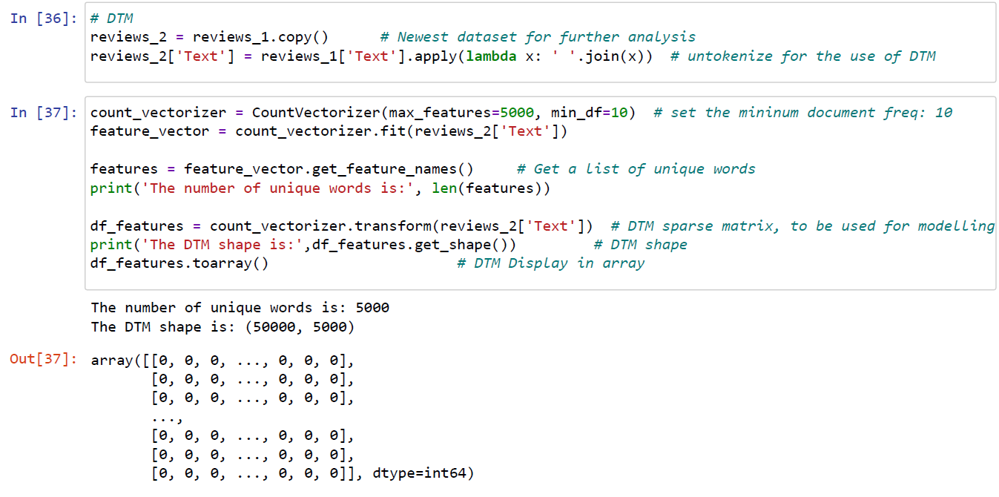 In [36]: # DTM
reviews_2 = reviews_1.copy()      # Newest dataset for further analysis
reviews_2['Text'] = reviews_1['Text'].apply(lambda x: ' '.join(x))  # untokenize for the use of DTM
In [37]: count_vectorizer = CountVectorizer(max_features=5000, min_df=10)  # set the mininum document freq: 10
feature_vector = count_vectorizer.fit(reviews_2['Text'])
features = feature_vector.get_feature_names()     # Get a list of unique words
print('The number of unique words is:', len(features))
df_features = count_vectorizer.transform(reviews_2['Text'])  # DTM sparse matrix, to be used for modelling
print('The DTM shape is:',df_features.get_shape())         # DTM shape
df_features.toarray()                      # DTM Display in array
The number of unique words is: 5000
The DTM shape is: (50000, 5000)
Out[37]: array([[0, 0, 0, ..., 0, 0, 0],
[0, 0, 0, ..., 0, 0, 0],
[0, 0, 0, ..., 0, 0, 0],
...,
[0, 0, 0, ..., 0, 0, 0],
[0, 0, 0, ..., 0, 0, 0],
[0, 0, 0, ..., 0, 0, 0]], dtype=int64)